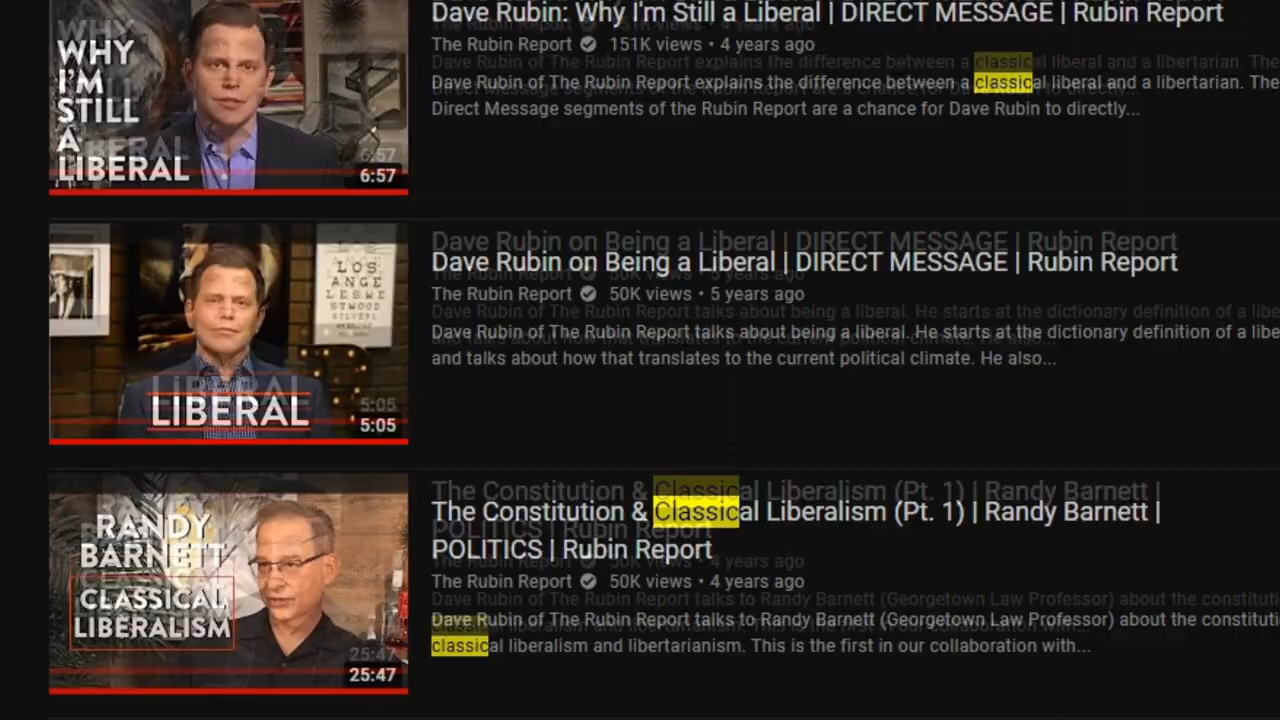 WHY
I'M
STILL
A
LIBERAL
6:57
Dave Rubin: Why I'm Still a Liberal | DIRECT MESSAGE | Rubin Report
The Rubin Report 151K views • 4 years ago
Dave Rubin of The Rubin Report explains the difference between a classical liberal and a libertarian. The
Direct Message segments of the Rubin Report are a chance for Dave Rubin to directly...
LOS
ANGE
LESWE
STWOOD
LIBERAL
5:05
Dave Rubin on Being a Liberal | DIRECT MESSAGE | Rubin Report
The Rubin Report 50K views • 5 years ago
Dave Rubin of The Rubin Report talks about being a liberal. He starts at the dictionary definition of a libe
and talks about how that translates to the current political climate. He also...
RANDY
BARNETT
CLASSICAL
LIBERALISM
25:47
The Constitution & Classical Liberalism (Pt. 1) | Randy Barnett |
POLITICS | Rubin Report
The Rubin Report 50K views • 4 years ago
Dave Rubin of The Rubin Report talks to Randy Barnett (Georgetown Law Professor) about the constituti
classical liberalism and libertarianism. This is the first in our collaboration with...